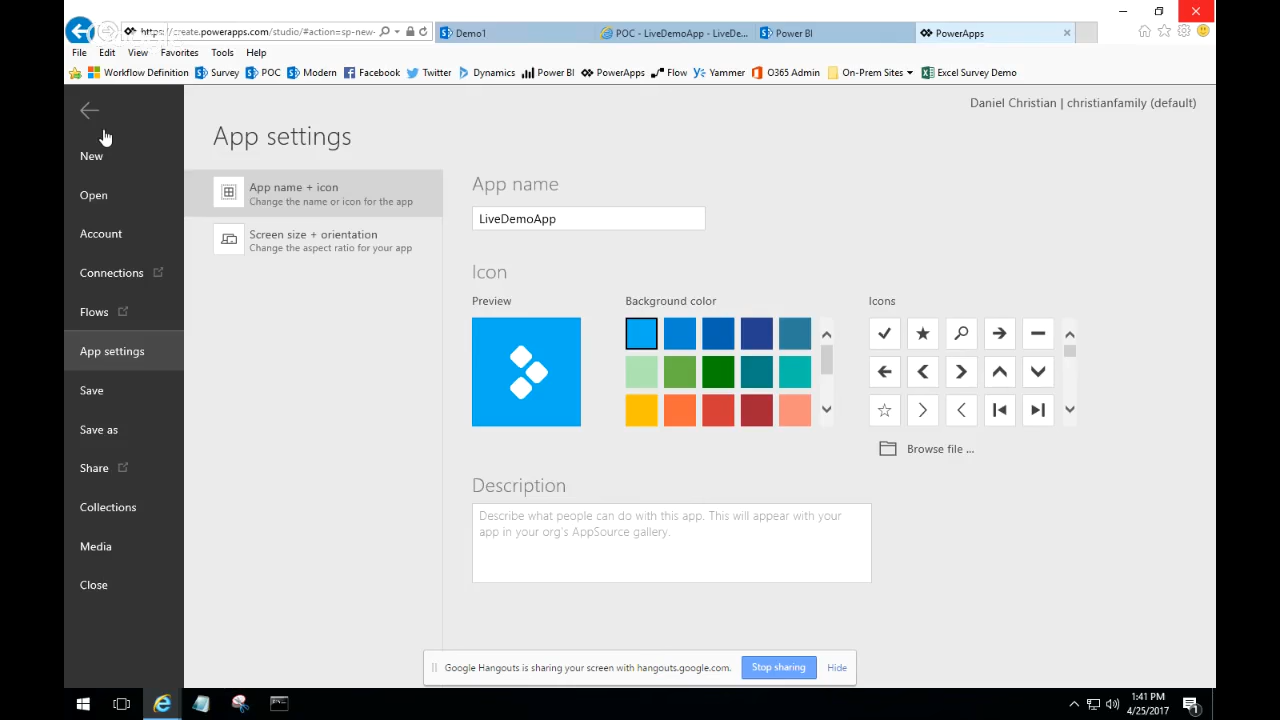 https://create.powerapps.com/studio/#action=sp-new-
Demo1
POC - LiveDemoApp - LiveDe...
Power BI
PowerApps
File Edit View Favorites Tools Help
Workflow Definition Survey POC Modern Facebook Twitter Dynamics Power BI PowerApps Flow Yammer O365 Admin On-Prem Sites Excel Survey Demo
Daniel Christian | christianfamily (default)
New
Open
Account
Connections
Flows
App settings
Save
Save as
Share
Collections
Media
Close
App settings
App name + icon
Change the name or icon for the app
Screen size + orientation
Change the aspect ratio for your app
App name
LiveDemoApp
Icon
Preview
Background color
Icons
Browse file ...
Description
Describe what people can do with this app. This will appear with your
app in your org's AppSource gallery.
Google Hangouts is sharing your screen with hangouts.google.com.
Stop sharing
Hide
1:41 PM
4/25/2017
1